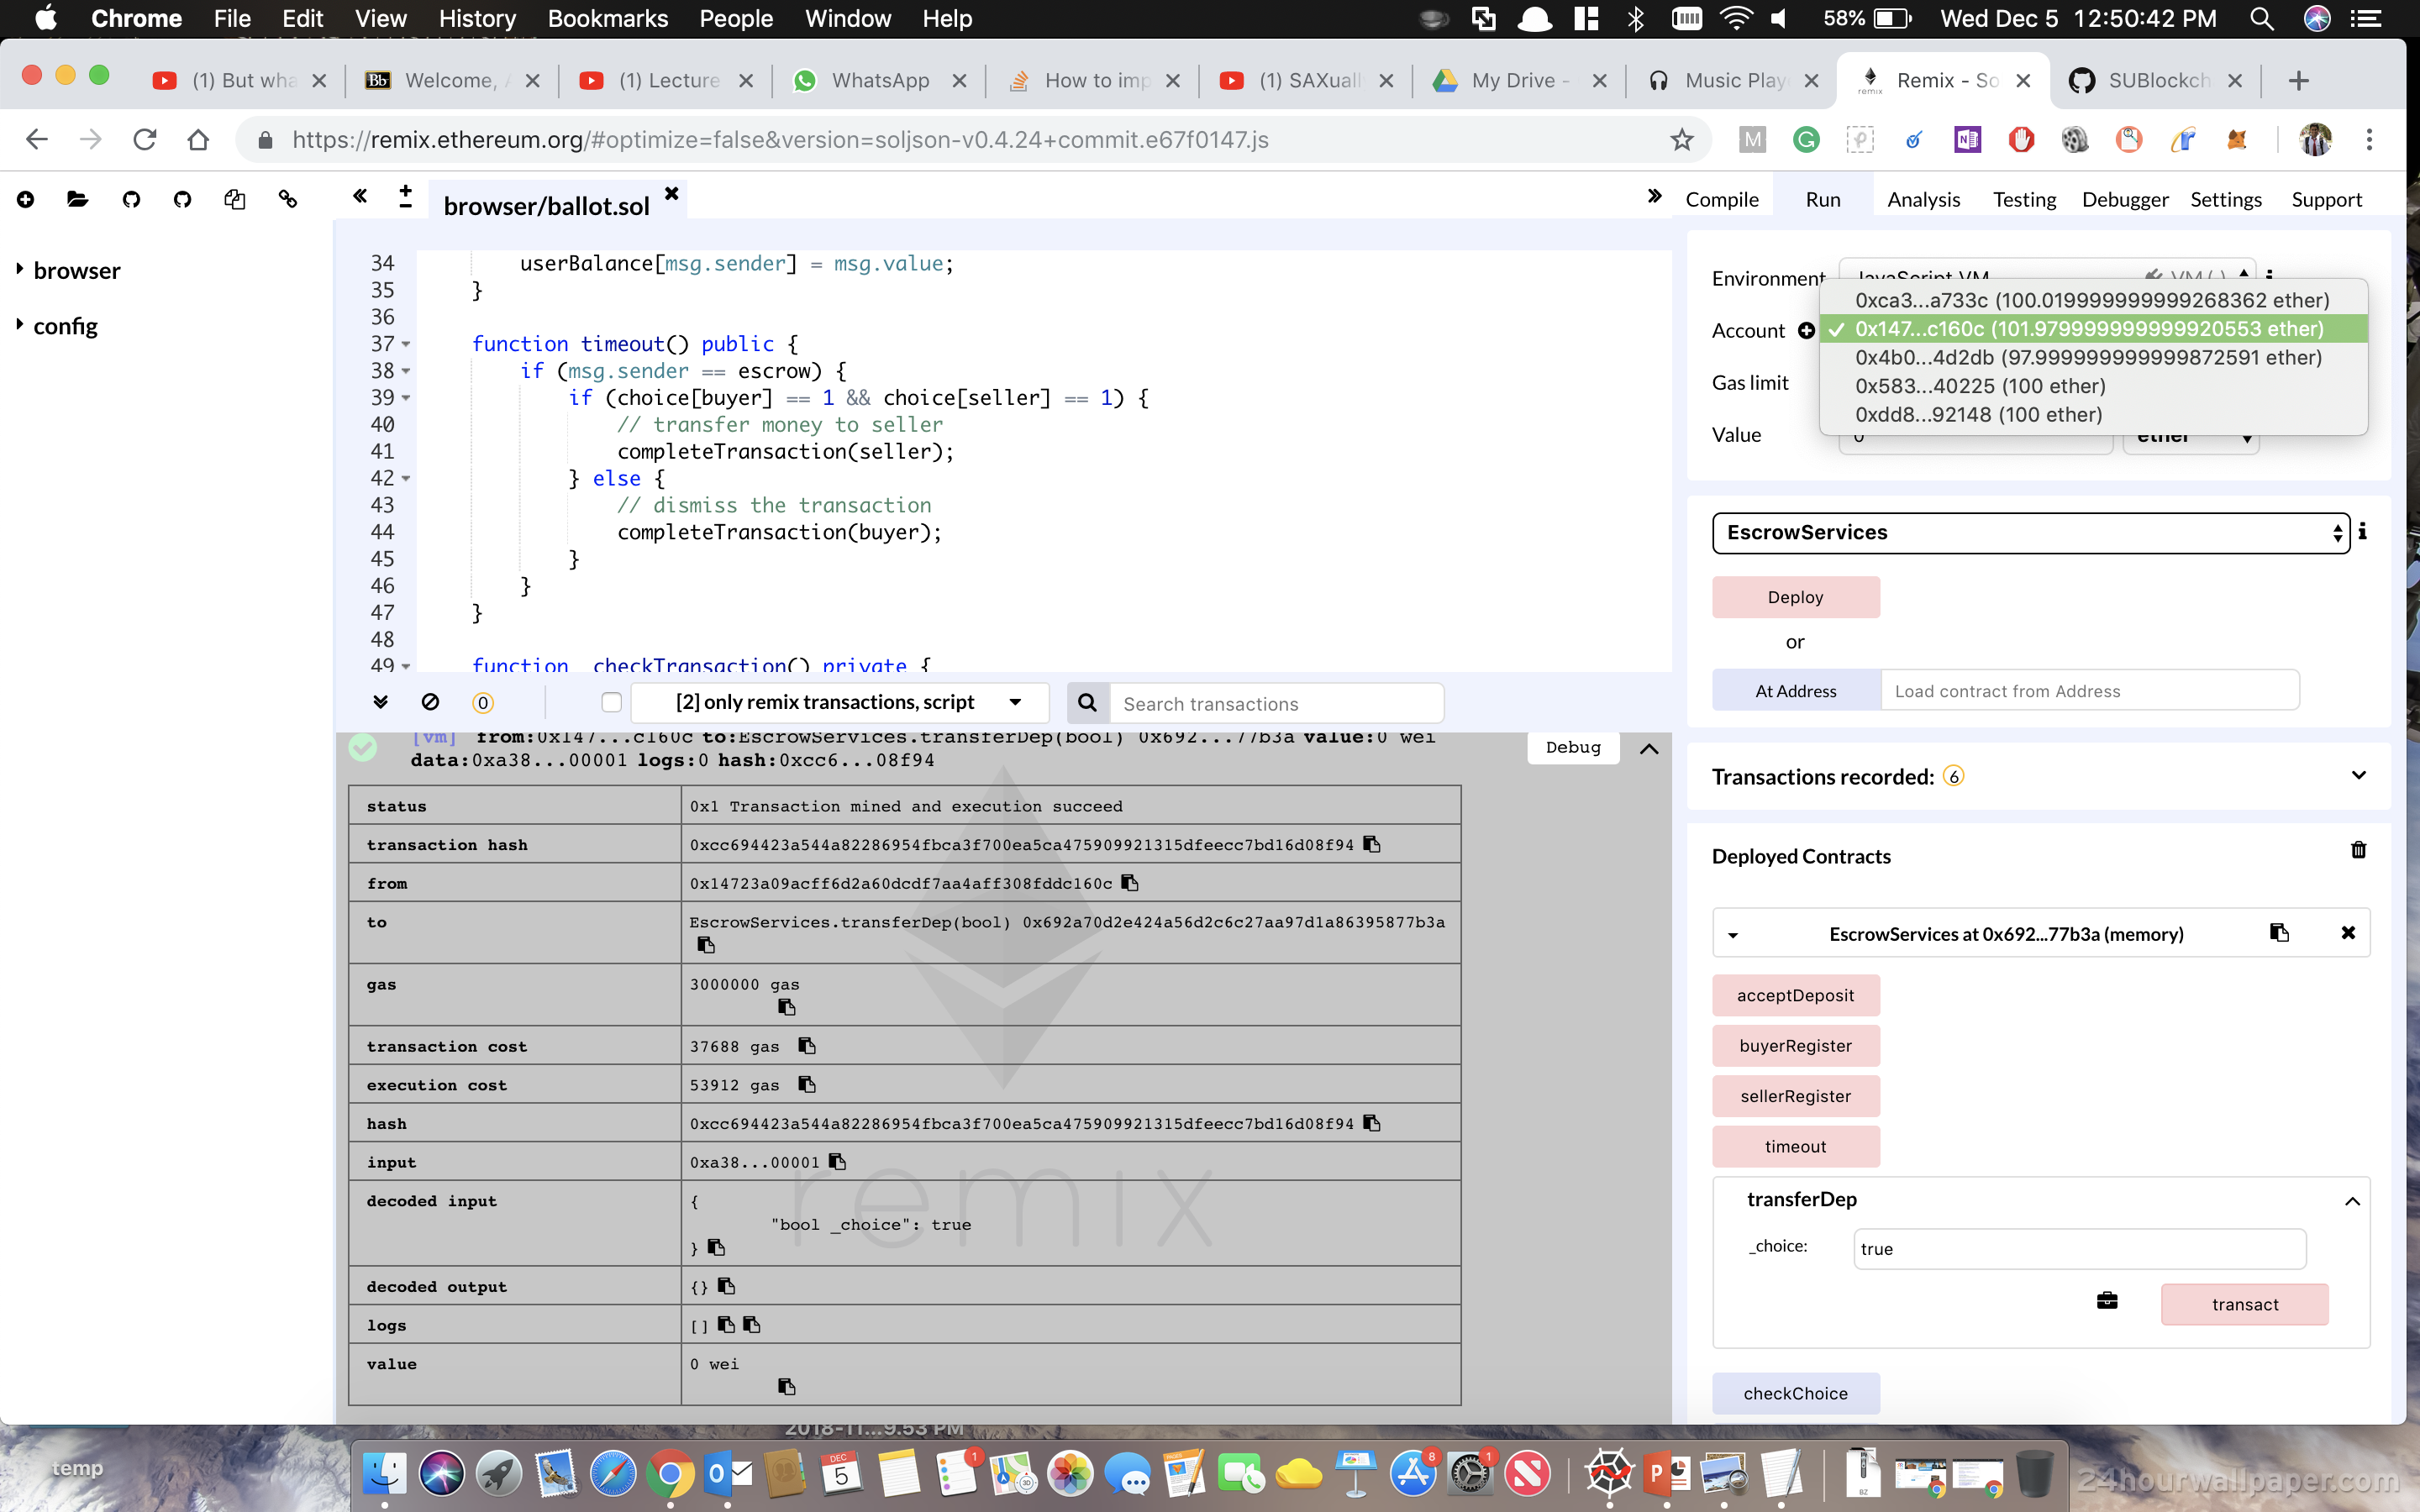 Chrome File Edit View History Bookmarks People Window Help 58% Wed Dec 5 12:50:42 PM
(1) But wha Bb Welcome, A (1) Lecture WhatsApp How to imp (1) SAXuall My Drive - Music Play remix Remix - So SUBlockch
https://remix.ethereum.org/#optimize=false&version=soljson-v0.4.24+commit.e67f0147.js
browser/ballot.sol
Compile Run Analysis Testing Debugger Settings Support
browser
config
34 userBalance[msg.sender] = msg.value;
35 }
36
37 function timeout() public {
38 if (msg.sender == escrow) {
39 if (choice[buyer] == 1 && choice[seller] == 1) {
40 // transfer money to seller
41 completeTransaction(seller);
42 } else {
43 // dismiss the transaction
44 completeTransaction(buyer);
45 }
46 }
47 }
48
49 function checkTransaction() private {
0 [2] only remix transactions, script Search transactions
[vm] from:0x147...c160c to:EscrowServices.transferDep(bool) 0x692...77b3a value:0 wei
data:0xa38...00001 logs:0 hash:0xcc6...08f94
Debug
status 0x1 Transaction mined and execution succeed
transaction hash 0xcc694423a544a82286954fbca3f700ea5ca475909921315dfeecc7bd16d08f94
from 0x14723a09acff6d2a60dcdf7aa4aff308fddc160c
to EscrowServices.transferDep(bool) 0x692a70d2e424a56d2c6c27aa97d1a86395877b3a
gas 3000000 gas
transaction cost 37688 gas
execution cost 53912 gas
hash 0xcc694423a544a82286954fbca3f700ea5ca475909921315dfeecc7bd16d08f94
input 0xa38...00001
decoded input {
"bool _choice": true
}
decoded output {}
logs []
value 0 wei
remix
Environment JavaScript VM VM (-)
Account
Gas limit
Value 0 ether
0xca3...a733c (100.019999999999268362 ether)
✓ 0x147...c160c (101.979999999999920553 ether)
0x4b0...4d2db (97.999999999999872591 ether)
0x583...40225 (100 ether)
0xdd8...92148 (100 ether)
EscrowServices
Deploy
or
At Address Load contract from Address
Transactions recorded: 6
Deployed Contracts
EscrowServices at 0x692...77b3a (memory)
acceptDeposit
buyerRegister
sellerRegister
timeout
transferDep
_choice: true
transact
checkChoice
2018-11...9.53 PM
temp
DEC
5
1
8
1
24hourwallpaper.com